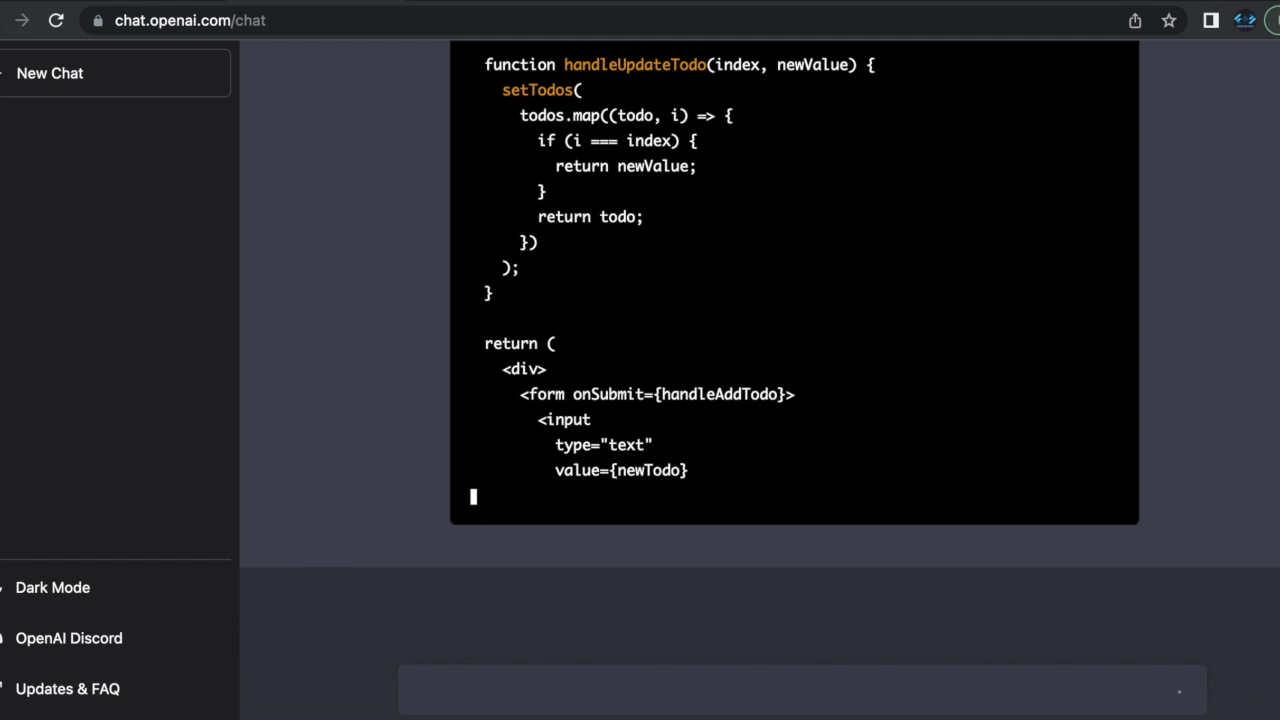 chat.openai.com/chat
New Chat
function handleUpdateTodo(index, newValue) {
setTodos(
todos.map((todo, i) => {
if (i === index) {
return newValue;
}
return todo;
})
);
}
return (
<div>
<form onSubmit={handleAddTodo}>
<input
type="text"
value={newTodo}
Dark Mode
OpenAI Discord
Updates & FAQ